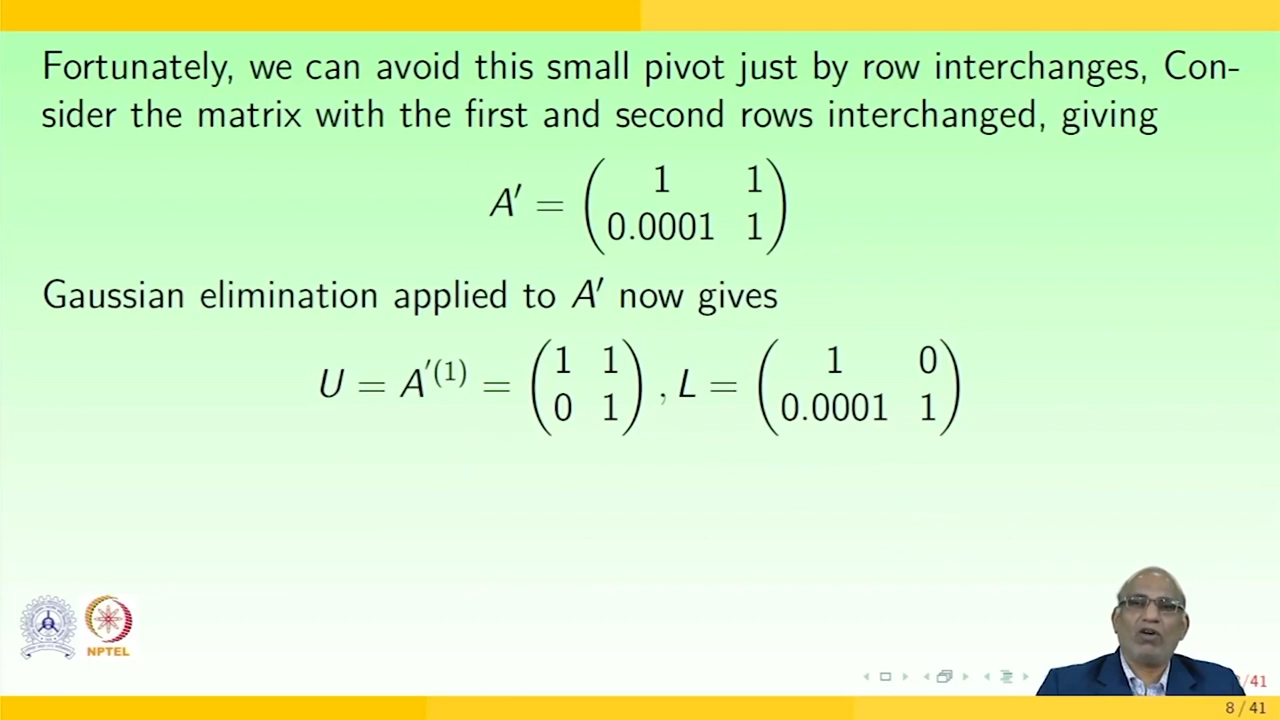 Fortunately, we can avoid this small pivot just by row interchanges, Con-
sider the matrix with the first and second rows interchanged, giving
A′ = ( 1 1
0.0001 1 )
Gaussian elimination applied to A′ now gives
U = A′(1) = ( 1 1
0 1 ) , L = ( 1 0
0.0001 1 )
NPTEL
/41
8 / 41